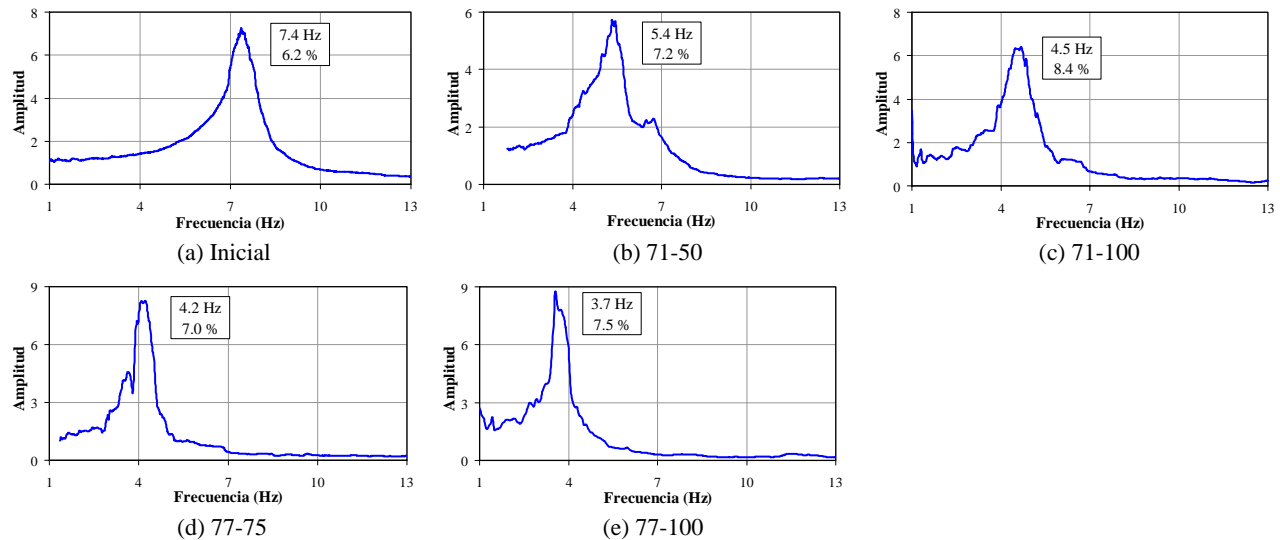 8
6
4
2
0
Amplitud
7.4 Hz
6.2 %
1
4
7
10
13
Frecuencia (Hz)
(a) Inicial
8
6
4
2
0
Amplitud
5.4 Hz
7.2 %
1
4
7
10
13
Frecuencia (Hz)
(b) 71-50
8
6
4
2
0
Amplitud
4.5 Hz
8.4 %
1
4
7
10
13
Frecuencia (Hz)
(c) 71-100
9
6
3
0
Amplitud
4.2 Hz
7.0 %
1
4
7
10
13
Frecuencia (Hz)
(d) 77-75
9
6
3
0
Amplitud
3.7 Hz
7.5 %
1
4
7
10
13
Frecuencia (Hz)
(e) 77-100